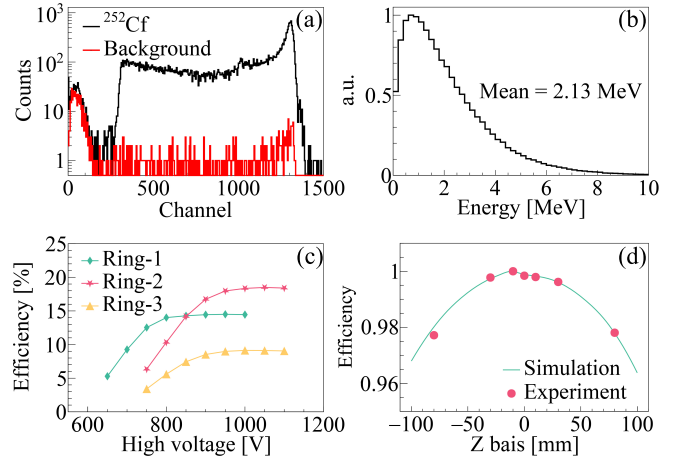 (a)
²⁵²Cf
Background
Counts
10³
10²
10
1
0 500 1000 1500
Channel
(b)
Mean = 2.13 MeV
a.u.
1
0.5
0
0 2 4 6 8 10
Energy [MeV]
(c)
Ring-1
Ring-2
Ring-3
Efficiency [%]
25
20
15
10
5
0
600 800 1000 1200
High voltage [V]
(d)
Simulation
Experiment
Efficiency
1
0.98
0.96
−100 −50 0 50 100
Z bais [mm]